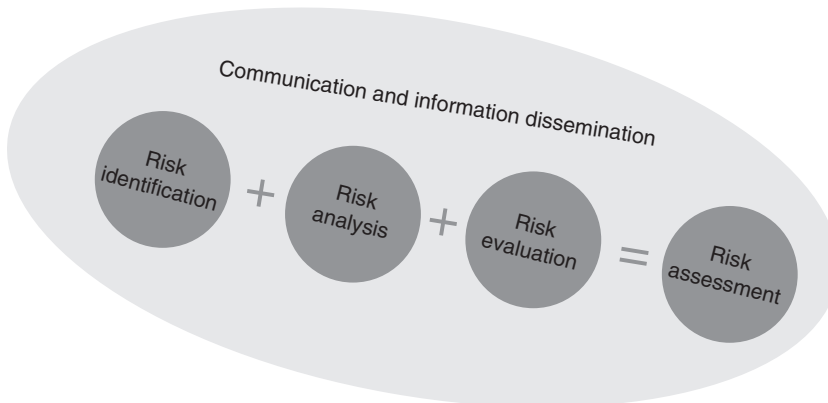 Communication and information dissemination
Risk
identification
+
Risk
analysis
+
Risk
evaluation
=
Risk
assessment